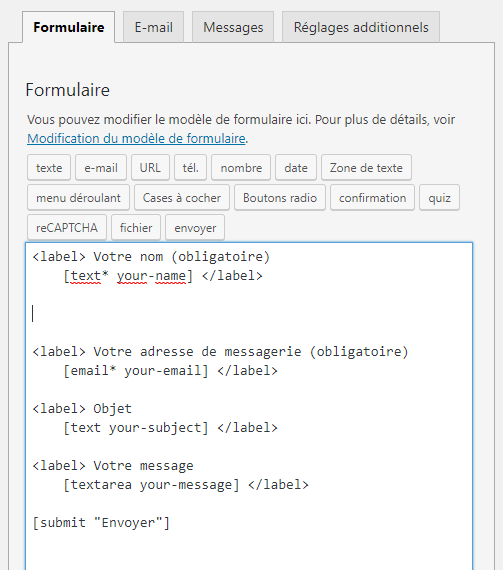 Formulaire E-mail Messages Réglages additionnels
Formulaire
Vous pouvez modifier le modèle de formulaire ici. Pour plus de détails, voir
Modification du modèle de formulaire.
texte e-mail URL tél. nombre date Zone de texte
menu déroulant Cases à cocher Boutons radio confirmation quiz
reCAPTCHA fichier envoyer
<label> Votre nom (obligatoire)
[text* your-name] </label>
<label> Votre adresse de messagerie (obligatoire)
[email* your-email] </label>
<label> Objet
[text your-subject] </label>
<label> Votre message
[textarea your-message] </label>
[submit "Envoyer"]